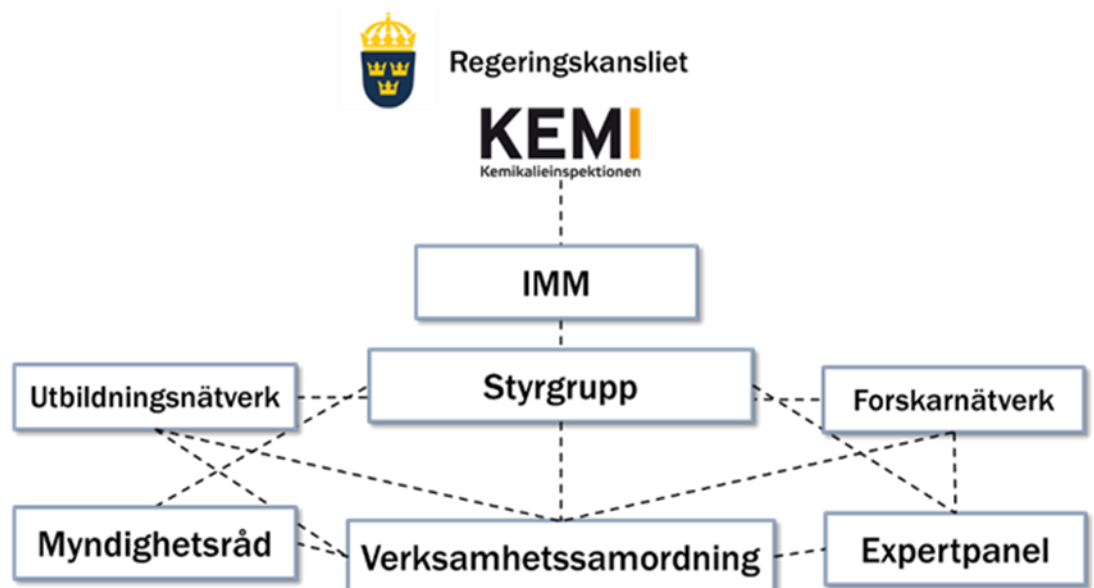 Regeringskansliet
KEMI
Kemikalieinspektionen
IMM
Styrgrupp
Utbildningsnätverk
Forskarnätverk
Myndighetsråd
Verksamhetssamordning
Expertpanel